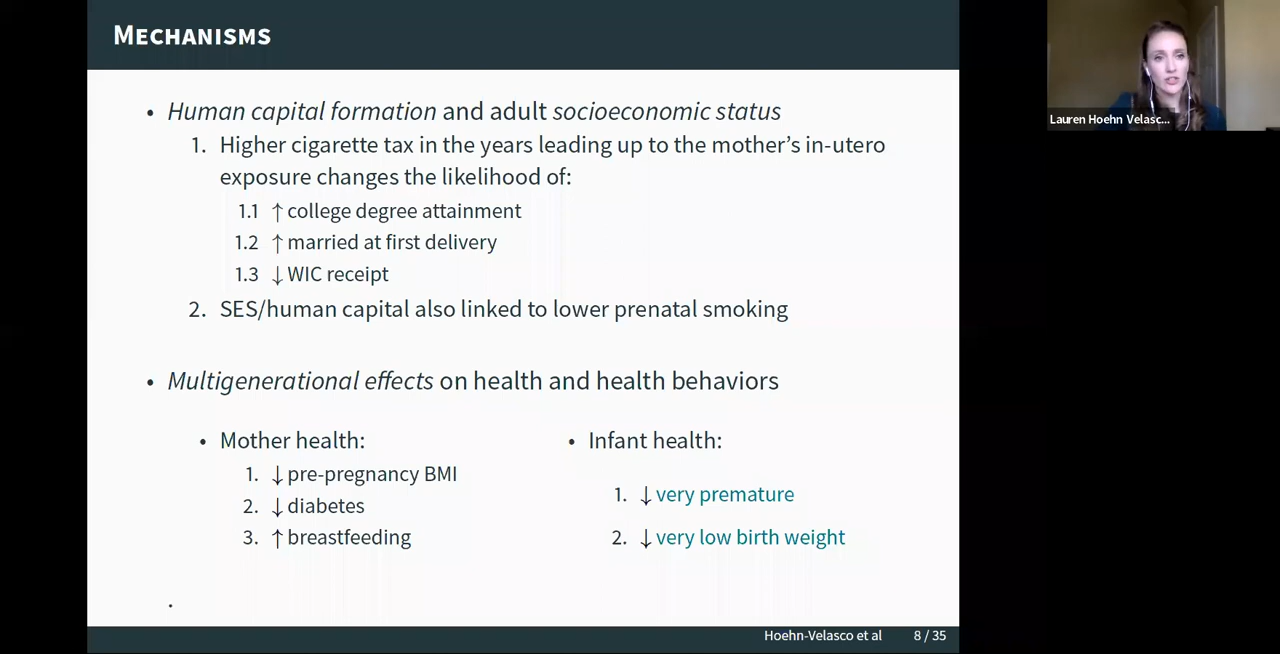 MECHANISMS
• Human capital formation and adult socioeconomic status
1. Higher cigarette tax in the years leading up to the mother's in-utero
exposure changes the likelihood of:
1.1 ↑ college degree attainment
1.2 ↑ married at first delivery
1.3 ↓ WIC receipt
2. SES/human capital also linked to lower prenatal smoking
• Multigenerational effects on health and health behaviors
• Mother health:
1. ↓ pre-pregnancy BMI
2. ↓ diabetes
3. ↑ breastfeeding
• Infant health:
1. ↓ very premature
2. ↓ very low birth weight
.
Hoehn-Velasco et al 8 / 35
Lauren Hoehn Velasc...